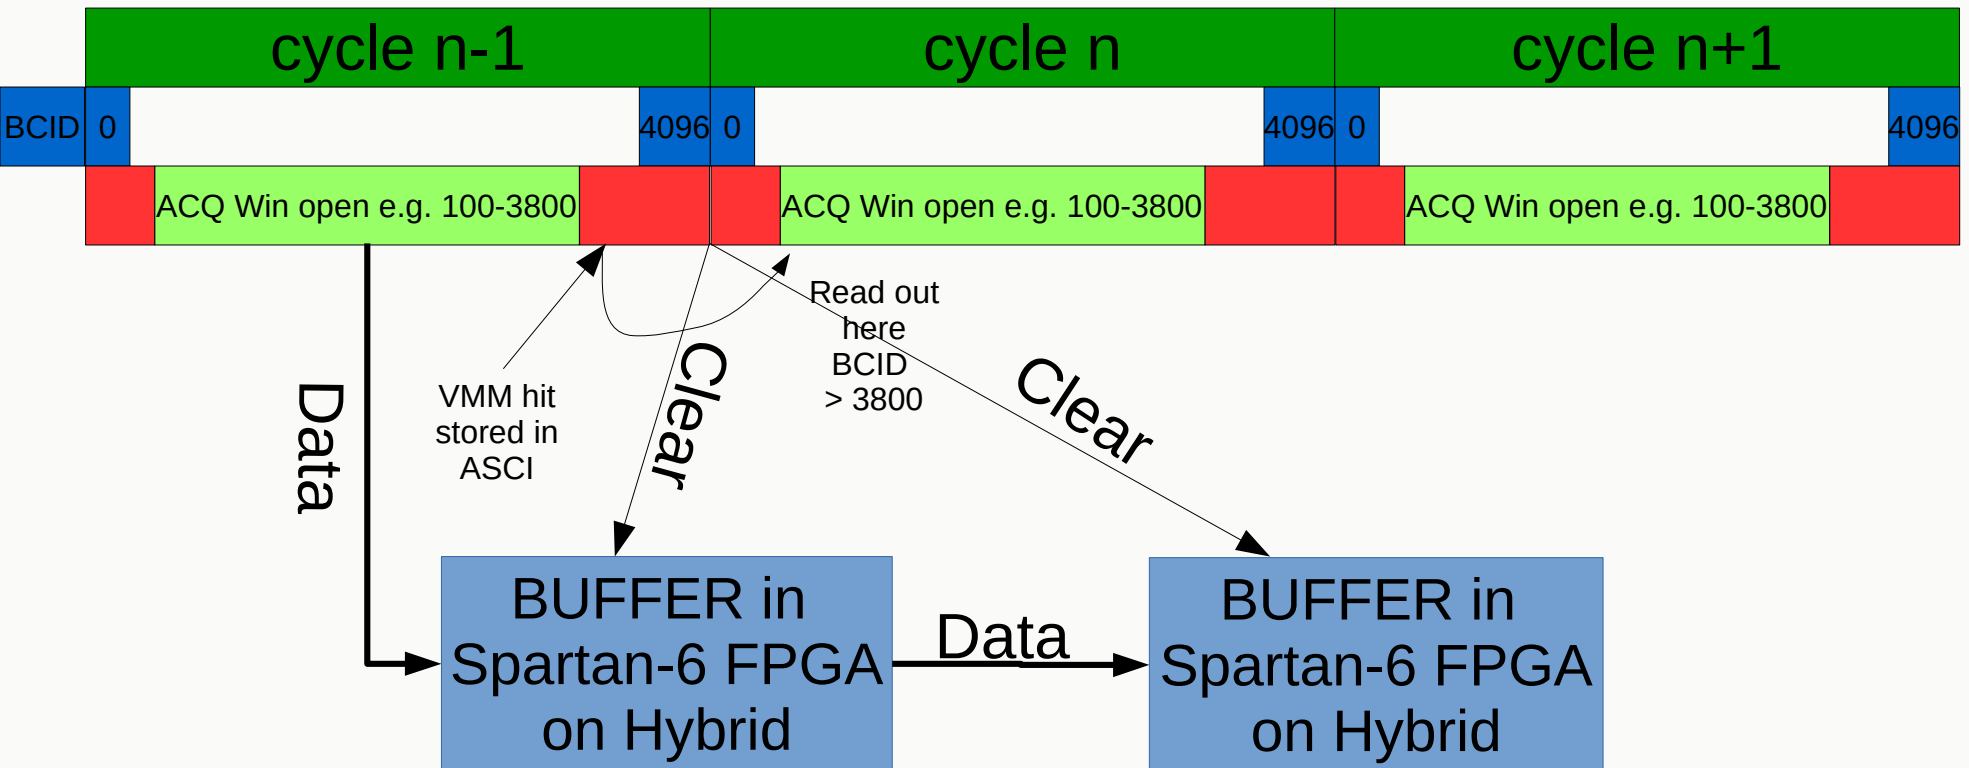 cycle n-1
cycle n
cycle n+1
BCID
0
4096
0
4096
0
4096
ACQ Win open e.g. 100-3800
ACQ Win open e.g. 100-3800
ACQ Win open e.g. 100-3800
Read out
here
BCID
> 3800
VMM hit
stored in
ASCI
Data
Clear
Clear
BUFFER in
Spartan-6 FPGA
on Hybrid
Data
BUFFER in
Spartan-6 FPGA
on Hybrid